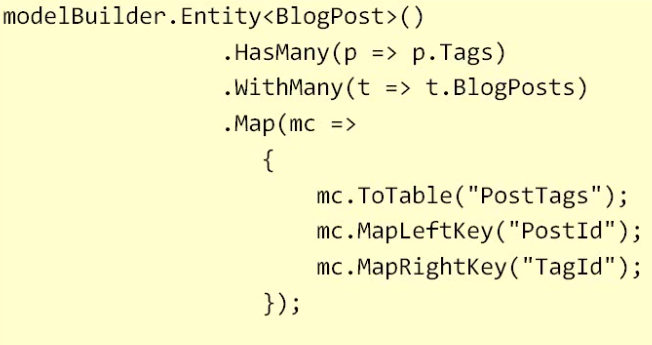 modelBuilder.Entity<BlogPost>()
.HasMany(p => p.Tags)
.WithMany(t => t.BlogPosts)
.Map(mc =>
{
mc.ToTable("PostTags");
mc.MapLeftKey("PostId");
mc.MapRightKey("TagId");
});